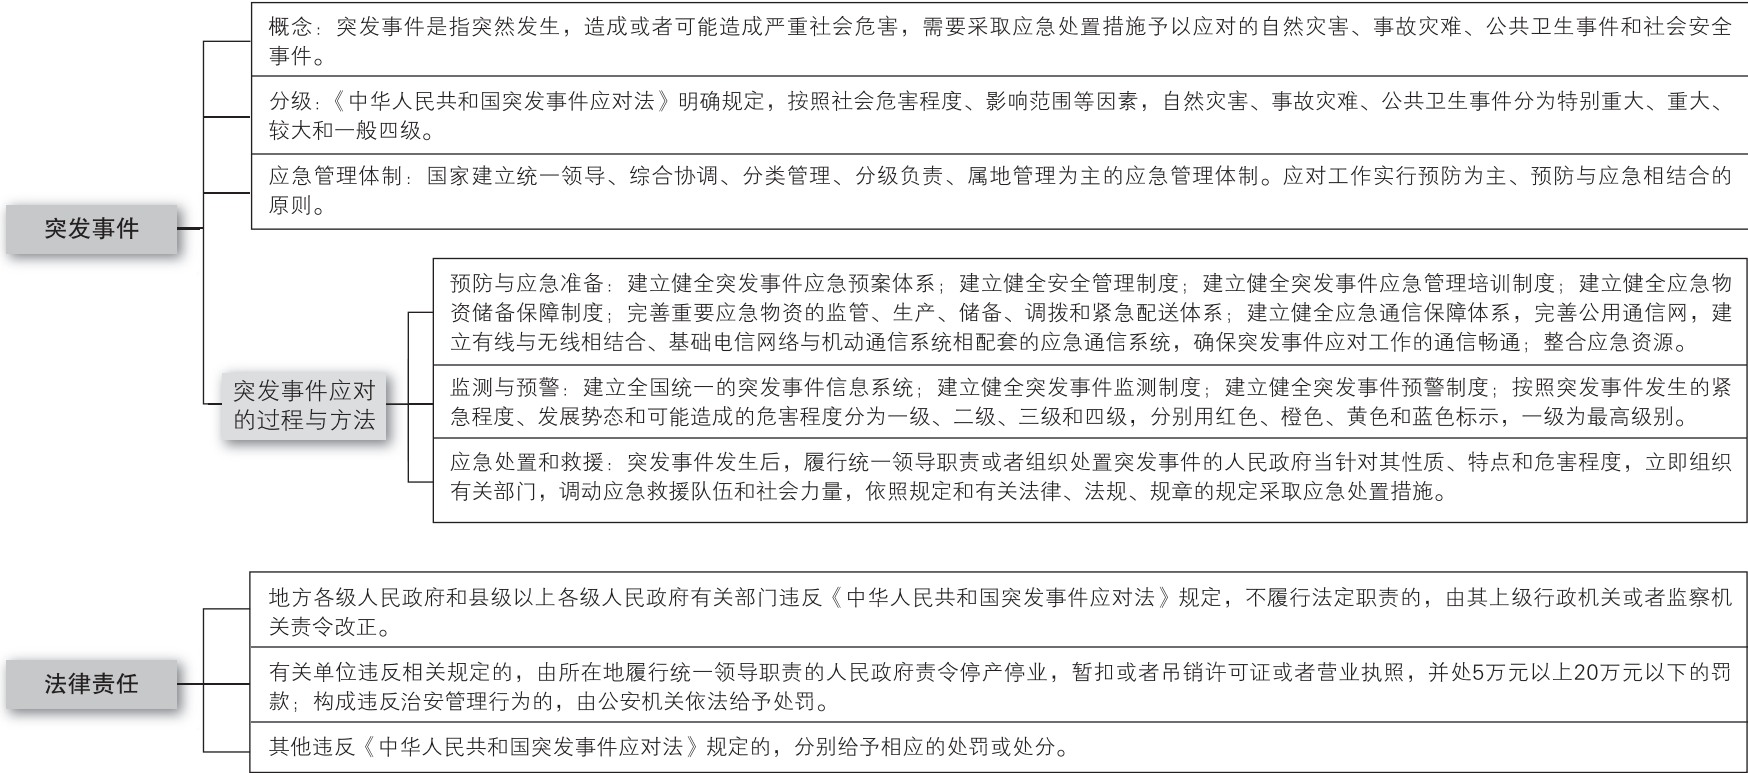 突发事件
概念：突发事件是指突然发生，造成或者可能造成严重社会危害，需要采取应急处置措施予以应对的自然灾害、事故灾难、公共卫生事件和社会安全
事件。
分级：《中华人民共和国突发事件应对法》明确规定，按照社会危害程度、影响范围等因素，自然灾害、事故灾难、公共卫生事件分为特别重大、重大、
较大和一般四级。
应急管理体制：国家建立统一领导、综合协调、分类管理、分级负责、属地管理为主的应急管理体制。应对工作实行预防为主、预防与应急相结合的
原则。
突发事件应对
的过程与方法
预防与应急准备：建立健全突发事件应急预案体系；建立健全安全管理制度；建立健全突发事件应急管理培训制度；建立健全应急物
资储备保障制度；完善重要应急物资的监管、生产、储备、调拨和紧急配送体系；建立健全应急通信保障体系，完善公用通信网，建
立有线与无线相结合、基础电信网络与机动通信系统相配套的应急通信系统，确保突发事件应对工作的通信畅通；整合应急资源。
监测与预警：建立全国统一的突发事件信息系统；建立健全突发事件监测制度；建立健全突发事件预警制度；按照突发事件发生的紧
急程度、发展势态和可能造成的危害程度分为一级、二级、三级和四级，分别用红色、橙色、黄色和蓝色标示，一级为最高级别。
应急处置和救援：突发事件发生后，履行统一领导职责或者组织处置突发事件的人民政府当针对其性质、特点和危害程度，立即组织
有关部门，调动应急救援队伍和社会力量，依照规定和有关法律、法规、规章的规定采取应急处置措施。
法律责任
地方各级人民政府和县级以上各级人民政府有关部门违反《中华人民共和国突发事件应对法》规定，不履行法定职责的，由其上级行政机关或者监察机
关责令改正。
有关单位违反相关规定的，由所在地履行统一领导职责的人民政府责令停产停业，暂扣或者吊销许可证或者营业执照，并处5万元以上20万元以下的罚
款；构成违反治安管理行为的，由公安机关依法给予处罚。
其他违反《中华人民共和国突发事件应对法》规定的，分别给予相应的处罚或处分。